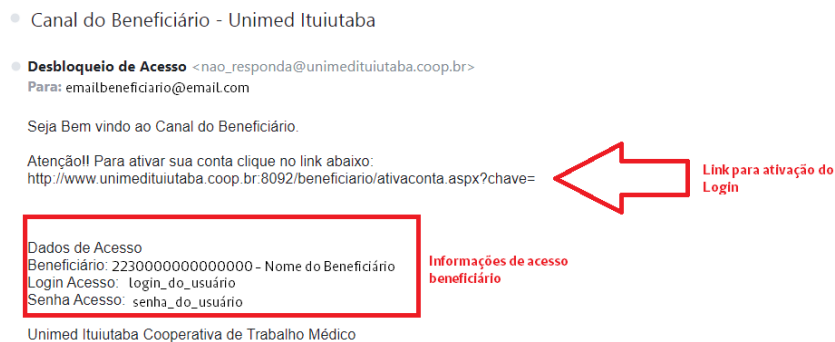 Canal do Beneficiário - Unimed Ituiutaba
Desbloqueio de Acesso <nao_responda@unimedituiutaba.coop.br>
Para: emailbeneficiario@email.com
Seja Bem vindo ao Canal do Beneficiário.
Atenção!! Para ativar sua conta clique no link abaixo:
http://www.unimedituiutaba.coop.br:8092/beneficiario/ativaconta.aspx?chave=
Link para ativação do
Login
Dados de Acesso
Beneficiário: 2230000000000000 - Nome do Beneficiário
Login Acesso: login_do_usuário
Senha Acesso: senha_do_usuário
Informações de acesso
beneficiário
Unimed Ituiutaba Cooperativa de Trabalho Médico